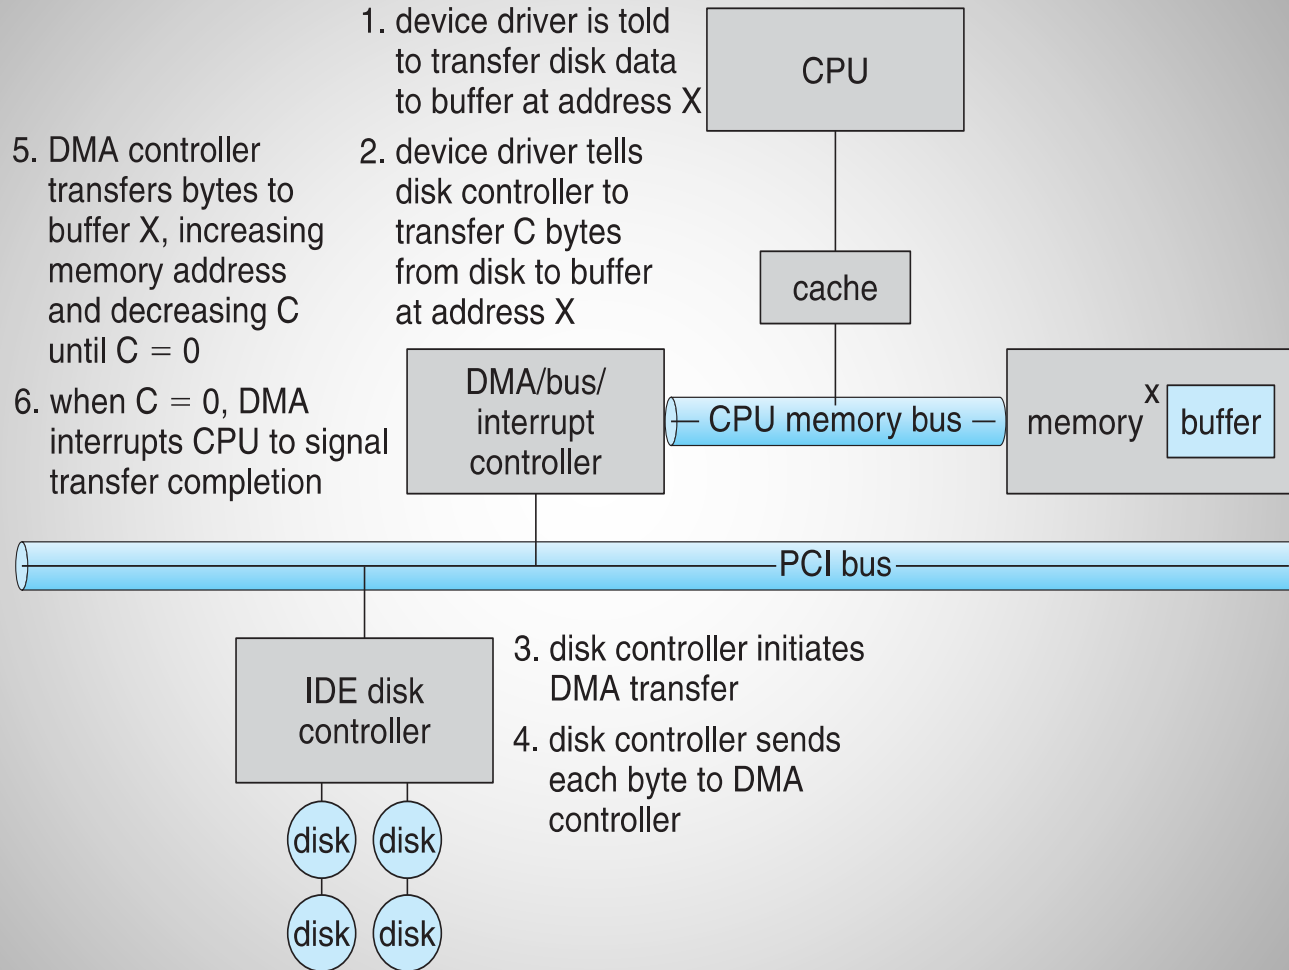 1. device driver is told
to transfer disk data
to buffer at address X
CPU
5. DMA controller
transfers bytes to
buffer X, increasing
memory address
and decreasing C
until C = 0
2. device driver tells
disk controller to
transfer C bytes
from disk to buffer
at address X
cache
6. when C = 0, DMA
interrupts CPU to signal
transfer completion
DMA/bus/
interrupt
controller
CPU memory bus
memory
x
buffer
PCI bus
IDE disk
controller
3. disk controller initiates
DMA transfer
4. disk controller sends
each byte to DMA
controller
disk
disk
disk
disk